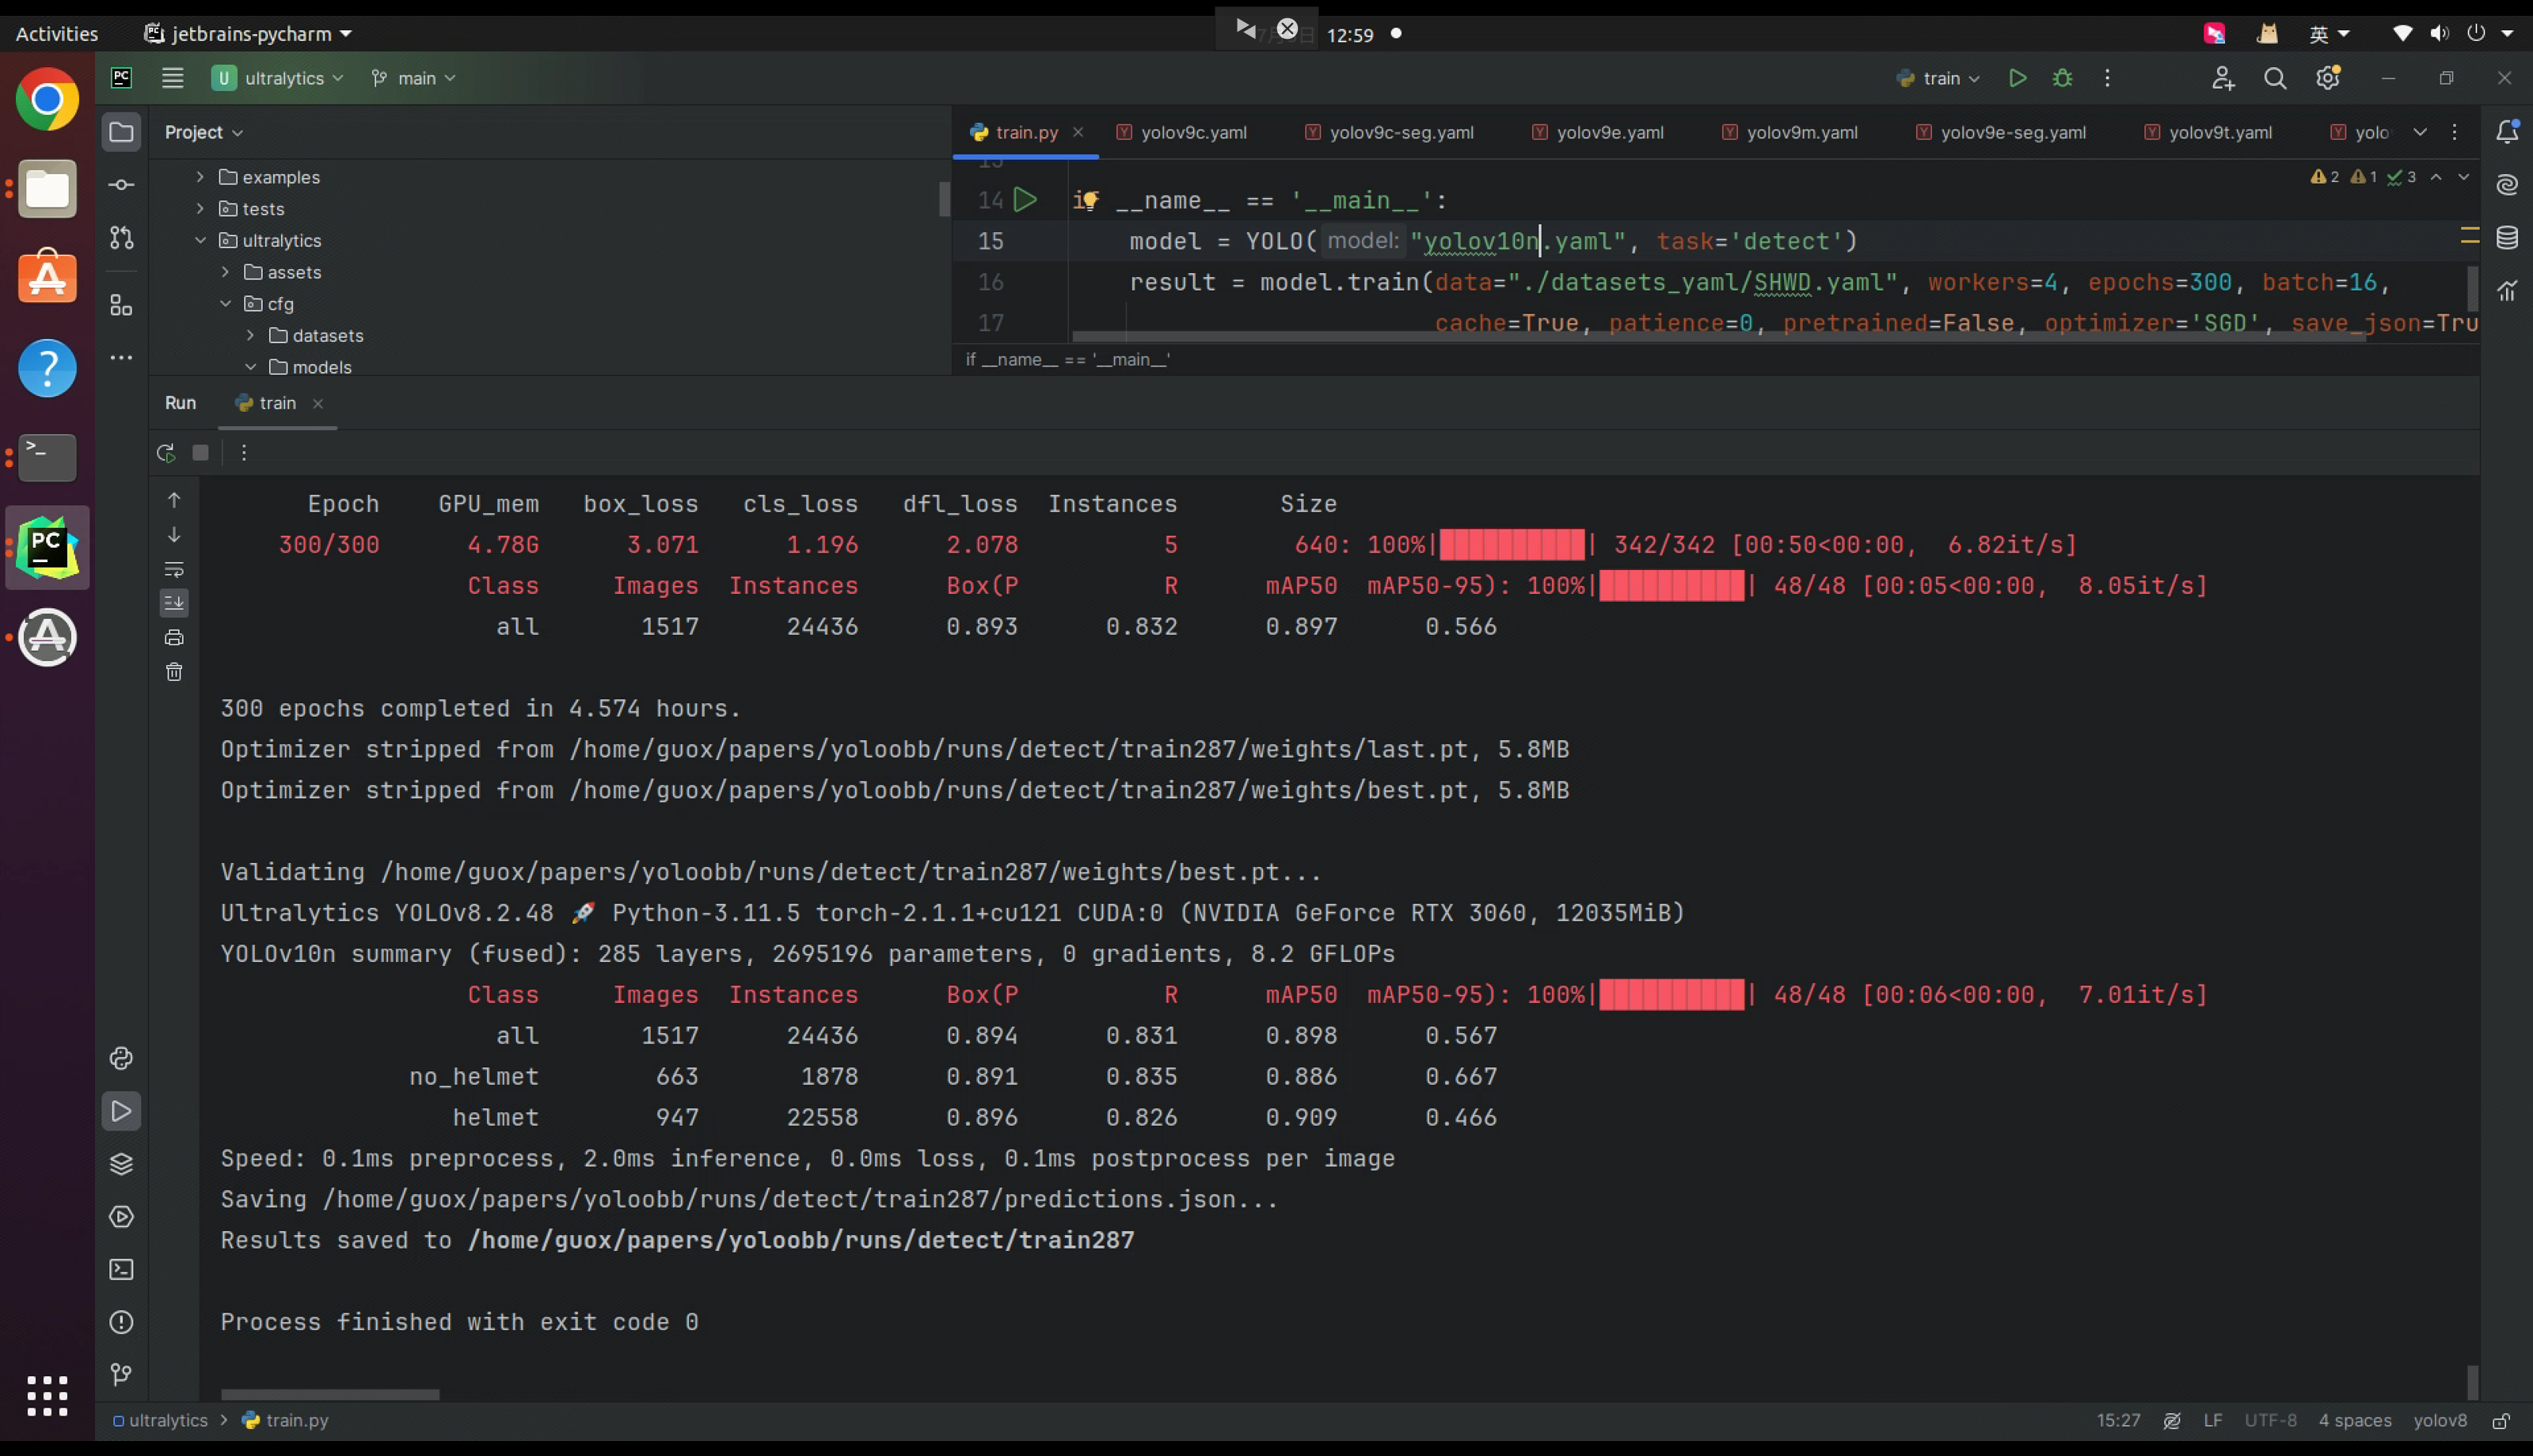 Activities jetbrains-pycharm 12:59 英
PC U ultralytics main train
Project
train.py yolov9c.yaml yolov9c-seg.yaml yolov9e.yaml yolov9m.yaml yolov9e-seg.yaml yolov9t.yaml yolo
examples
tests
ultralytics
assets
cfg
datasets
models
2 1 3
14 if __name__ == '__main__':
15 model = YOLO( model: "yolov10n.yaml", task='detect')
16 result = model.train(data="./datasets_yaml/SHWD.yaml", workers=4, epochs=300, batch=16,
17 cache=True, patience=0, pretrained=False, optimizer='SGD', save_json=Tru
if __name__ == '__main__'
Run train
Epoch GPU_mem box_loss cls_loss dfl_loss Instances Size
300/300 4.78G 3.071 1.196 2.078 5 640: 100%|██████████| 342/342 [00:50<00:00, 6.82it/s]
Class Images Instances Box(P R mAP50 mAP50-95): 100%|██████████| 48/48 [00:05<00:00, 8.05it/s]
all 1517 24436 0.893 0.832 0.897 0.566
300 epochs completed in 4.574 hours.
Optimizer stripped from /home/guox/papers/yoloobb/runs/detect/train287/weights/last.pt, 5.8MB
Optimizer stripped from /home/guox/papers/yoloobb/runs/detect/train287/weights/best.pt, 5.8MB
Validating /home/guox/papers/yoloobb/runs/detect/train287/weights/best.pt...
Ultralytics YOLOv8.2.48 🚀 Python-3.11.5 torch-2.1.1+cu121 CUDA:0 (NVIDIA GeForce RTX 3060, 12035MiB)
YOLOv10n summary (fused): 285 layers, 2695196 parameters, 0 gradients, 8.2 GFLOPs
Class Images Instances Box(P R mAP50 mAP50-95): 100%|██████████| 48/48 [00:06<00:00, 7.01it/s]
all 1517 24436 0.894 0.831 0.898 0.567
no_helmet 663 1878 0.891 0.835 0.886 0.667
helmet 947 22558 0.896 0.826 0.909 0.466
Speed: 0.1ms preprocess, 2.0ms inference, 0.0ms loss, 0.1ms postprocess per image
Saving /home/guox/papers/yoloobb/runs/detect/train287/predictions.json...
Results saved to /home/guox/papers/yoloobb/runs/detect/train287
Process finished with exit code 0
ultralytics > train.py 15:27 LF UTF-8 4 spaces yolov8